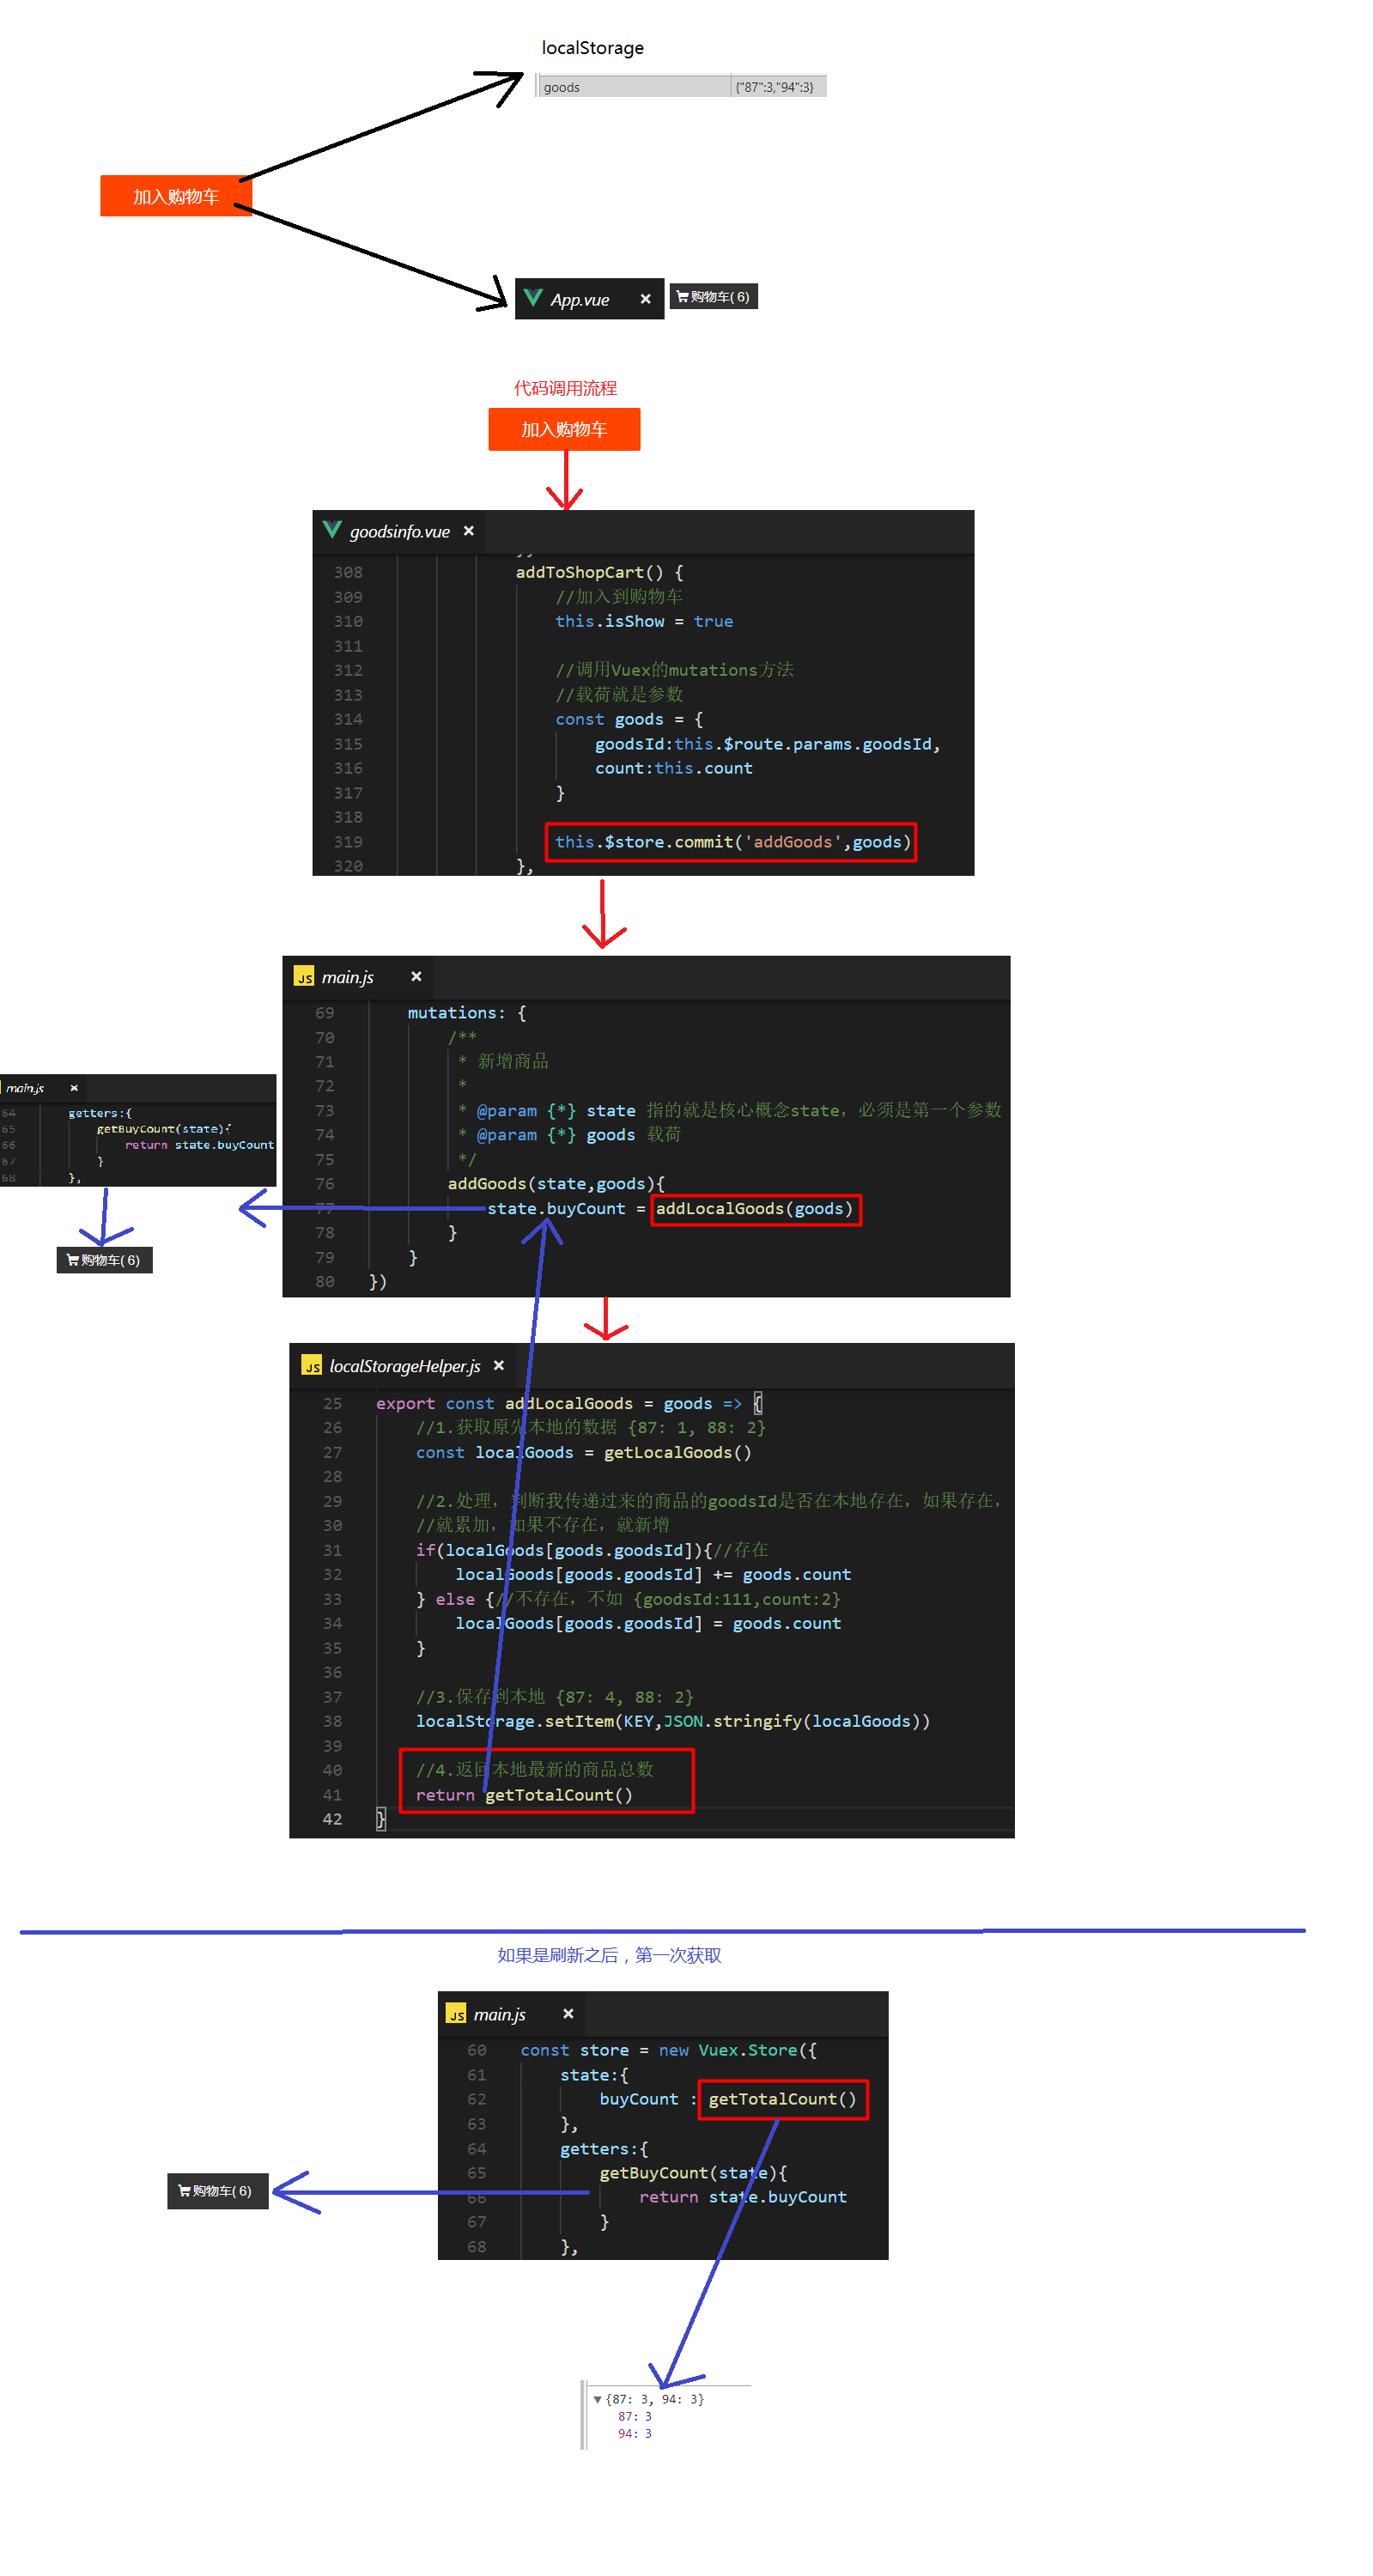 localStorage
goods {"87":3,"94":3}
加入购物车
App.vue ×
购物车( 6)
代码调用流程
加入购物车
goodsinfo.vue ×
308 addToShopCart() {
309 //加入到购物车
310 this.isShow = true
311
312 //调用Vuex的mutations方法
313 //载荷就是参数
314 const goods = {
315 goodsId:this.$route.params.goodsId,
316 count:this.count
317 }
318
319 this.$store.commit('addGoods',goods)
320 },
JS main.js ×
69 mutations: {
70 /**
71 * 新增商品
72 *
73 * @param {*} state 指的就是核心概念state，必须是第一个参数
74 * @param {*} goods 载荷
75 */
76 addGoods(state,goods){
77 state.buyCount = addLocalGoods(goods)
78 }
79 }
80 })
main.js ×
64 getters:{
65 getBuyCount(state){
66 return state.buyCount
67 }
68 },
购物车( 6)
JS localStorageHelper.js ×
25 export const addLocalGoods = goods => {
26 //1.获取原先本地的数据 {87: 1, 88: 2}
27 const localGoods = getLocalGoods()
28
29 //2.处理，判断我传递过来的商品的goodsId是否在本地存在，如果存在，
30 //就累加，如果不存在，就新增
31 if(localGoods[goods.goodsId]){//存在
32 localGoods[goods.goodsId] += goods.count
33 } else {//不存在，不如 {goodsId:111,count:2}
34 localGoods[goods.goodsId] = goods.count
35 }
36
37 //3.保存到本地 {87: 4, 88: 2}
38 localStorage.setItem(KEY,JSON.stringify(localGoods))
39
40 //4.返回本地最新的商品总数
41 return getTotalCount()
42 }
如果是刷新之后，第一次获取
JS main.js ×
60 const store = new Vuex.Store({
61 state:{
62 buyCount : getTotalCount()
63 },
64 getters:{
65 getBuyCount(state){
66 return state.buyCount
67 }
68 },
购物车( 6)
▼{87: 3, 94: 3}
87: 3
94: 3